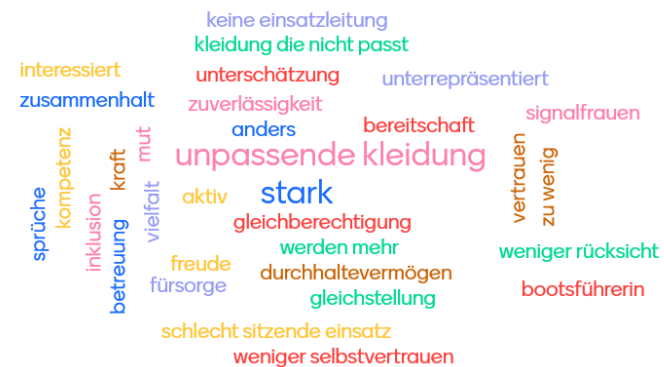 keine einsatzleitung
kleidung die nicht passt
interessiert
unterschätzung
unterrepräsentiert
zusammenhalt
zuverlässigkeit
signalfrauen
anders
bereitschaft
unpassende kleidung
sprüche
kompetenz
inklusion
kraft
betreuung
mut
vielfalt
aktiv
stark
vertrauen
zu wenig
gleichberechtigung
werden mehr
weniger rücksicht
freude
durchhaltevermögen
fürsorge
gleichstellung
bootsführerin
schlecht sitzende einsatz
weniger selbstvertrauen